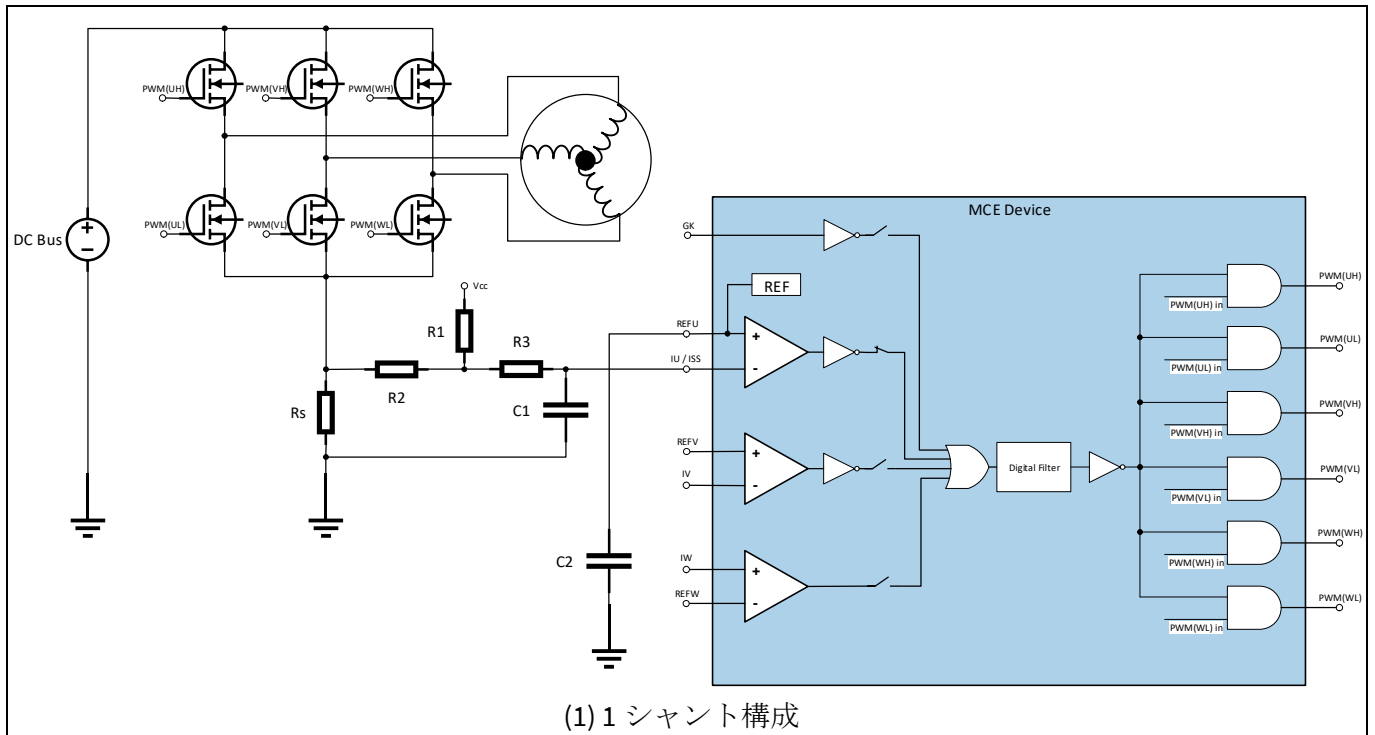 PWM(UH)
PWM(VH)
PWM(WH)
DC Bus
PWM(UL)
PWM(VL)
PWM(WL)
Vcc
R1
R2
R3
Rs
C1
C2
MCE Device
GK
REF
REFU
IU / ISS
REFV
IV
IW
REFW
+
-
+
-
+
-
+
-
Digital Filter
PWM(UH) in
PWM(UH)
PWM(UL) in
PWM(UL)
PWM(VH) in
PWM(VH)
PWM(VL) in
PWM(VL)
PWM(WH) in
PWM(WH)
PWM(WL) in
PWM(WL)
(1) 1 シャント構成